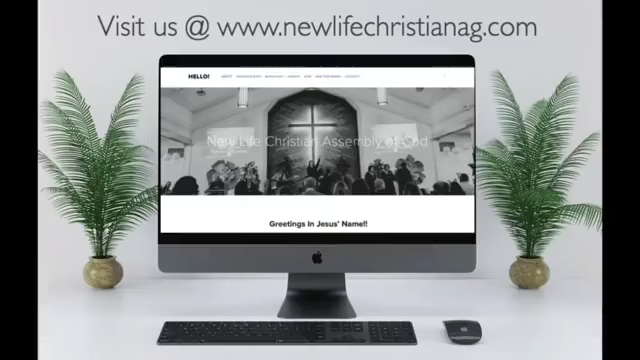 Visit us @ www.newlifechristianag.com
HELLO!
New Life Christian Assembly of God
Greetings In Jesus' Name!!